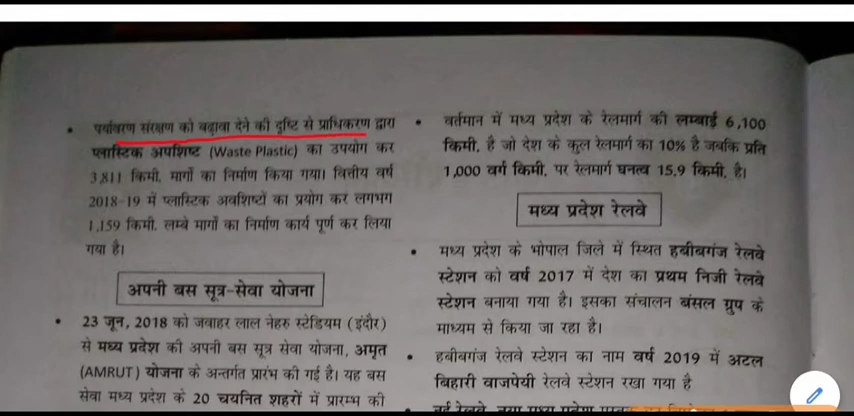 पर्यावरण संरक्षण को बढ़ावा देने की दृष्टि से प्राधिकरण द्वारा
प्लास्टिक अपशिष्ट (Waste Plastic) का उपयोग कर
3,811 किमी. मार्गो का निर्माण किया गया। वित्तीय वर्ष
2018-19 में प्लास्टिक अवशिष्टों का प्रयोग कर लगभग
1,159 किमी. लम्बे मार्गों का निर्माण कार्य पूर्ण कर लिया
गया है।
अपनी बस सूत्र-सेवा योजना
23 जून, 2018 को जवाहर लाल नेहरु स्टेडियम (इंदौर)
से मध्य प्रदेश की अपनी बस सूत्र सेवा योजना, अमृत
(AMRUT) योजना के अन्तर्गत प्रारंभ की गई है। यह बस
सेवा मध्य प्रदेश के 20 चयनित शहरों में प्रारम्भ की
वर्तमान में मध्य प्रदेश के रेलमार्ग की लम्बाई 6,100
किमी. है जो देश के कुल रेलमार्ग का 10% है जबकि प्रति
1,000 वर्ग किमी. पर रेलमार्ग घनत्व 15.9 किमी. है।
मध्य प्रदेश रेलवे
मध्य प्रदेश के भोपाल जिले में स्थित हबीबगंज रेलवे
स्टेशन को वर्ष 2017 में देश का प्रथम निजी रेलवे
स्टेशन बनाया गया है। इसका संचालन बंसल ग्रुप के
माध्यम से किया जा रहा है।
हबीबगंज रेलवे स्टेशन का नाम वर्ष 2019 में अटल
बिहारी वाजपेयी रेलवे स्टेशन रखा गया है